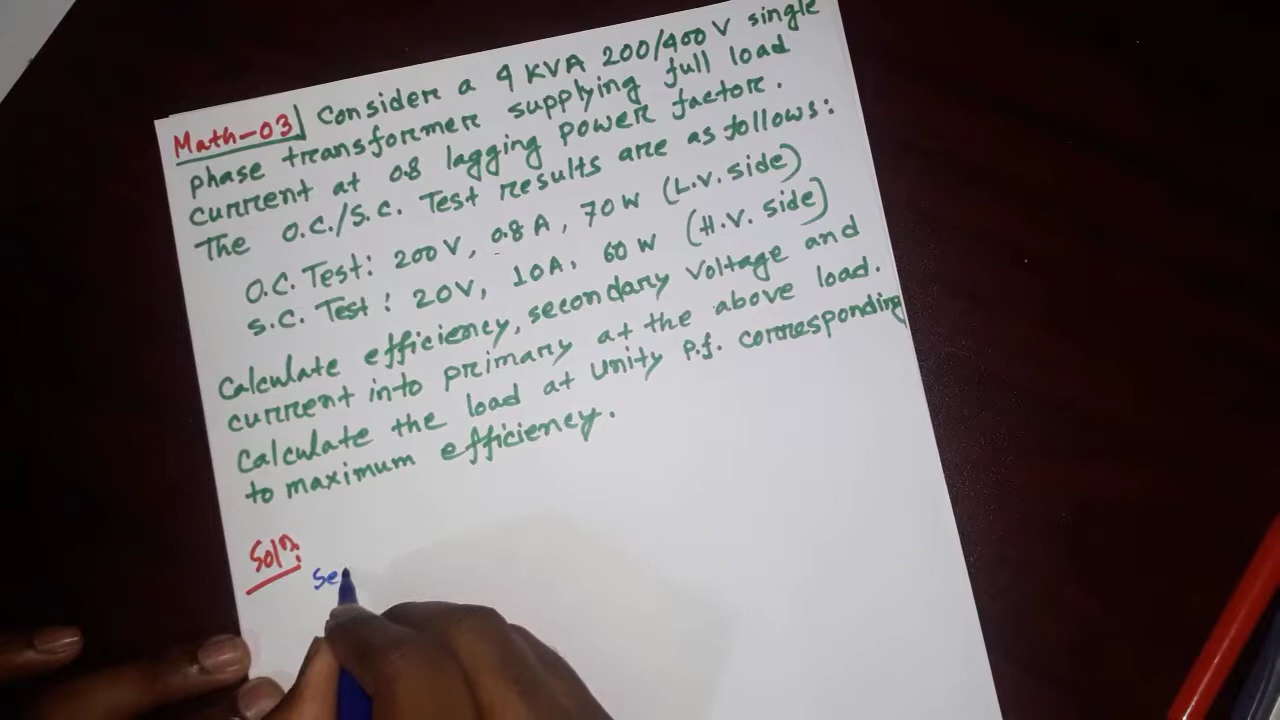 Math-03 Consider a 4 KVA 200/400 V single
phase transformer supplying full load
current at 0.8 lagging power factor.
The O.C./S.C. Test results are as follows:
O.C. Test: 200 V, 0.8 A, 70 W (L.V. side)
S.C. Test: 20V, 10A, 60 W (H.V. side)
Calculate efficiency, secondary voltage and
current into primary at the above load.
Calculate the load at unity P.f. corresponding
to maximum efficiency.
Solⁿ:
Se